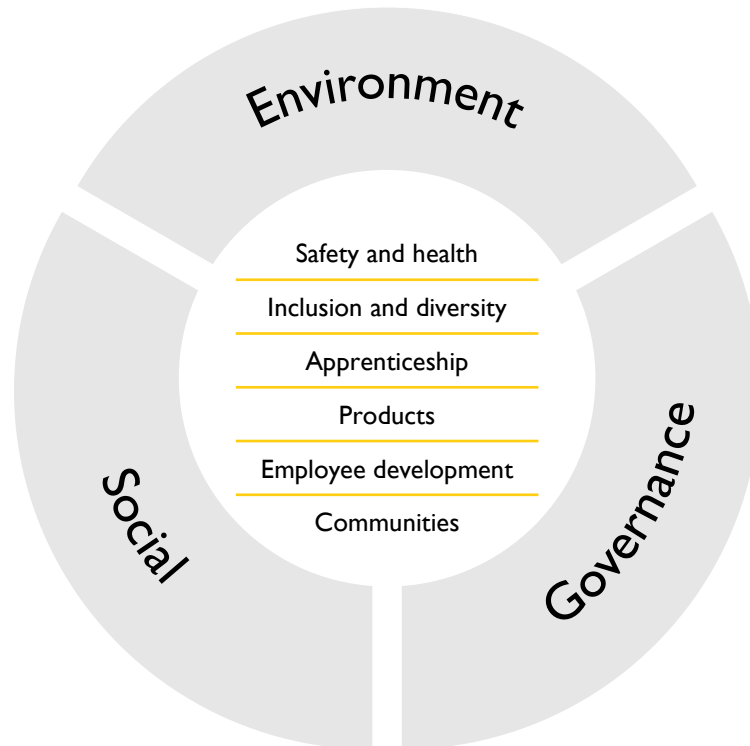 Environment
Safety and health
Inclusion and diversity
Apprenticeship
Products
Employee development
Communities
Social
Governance